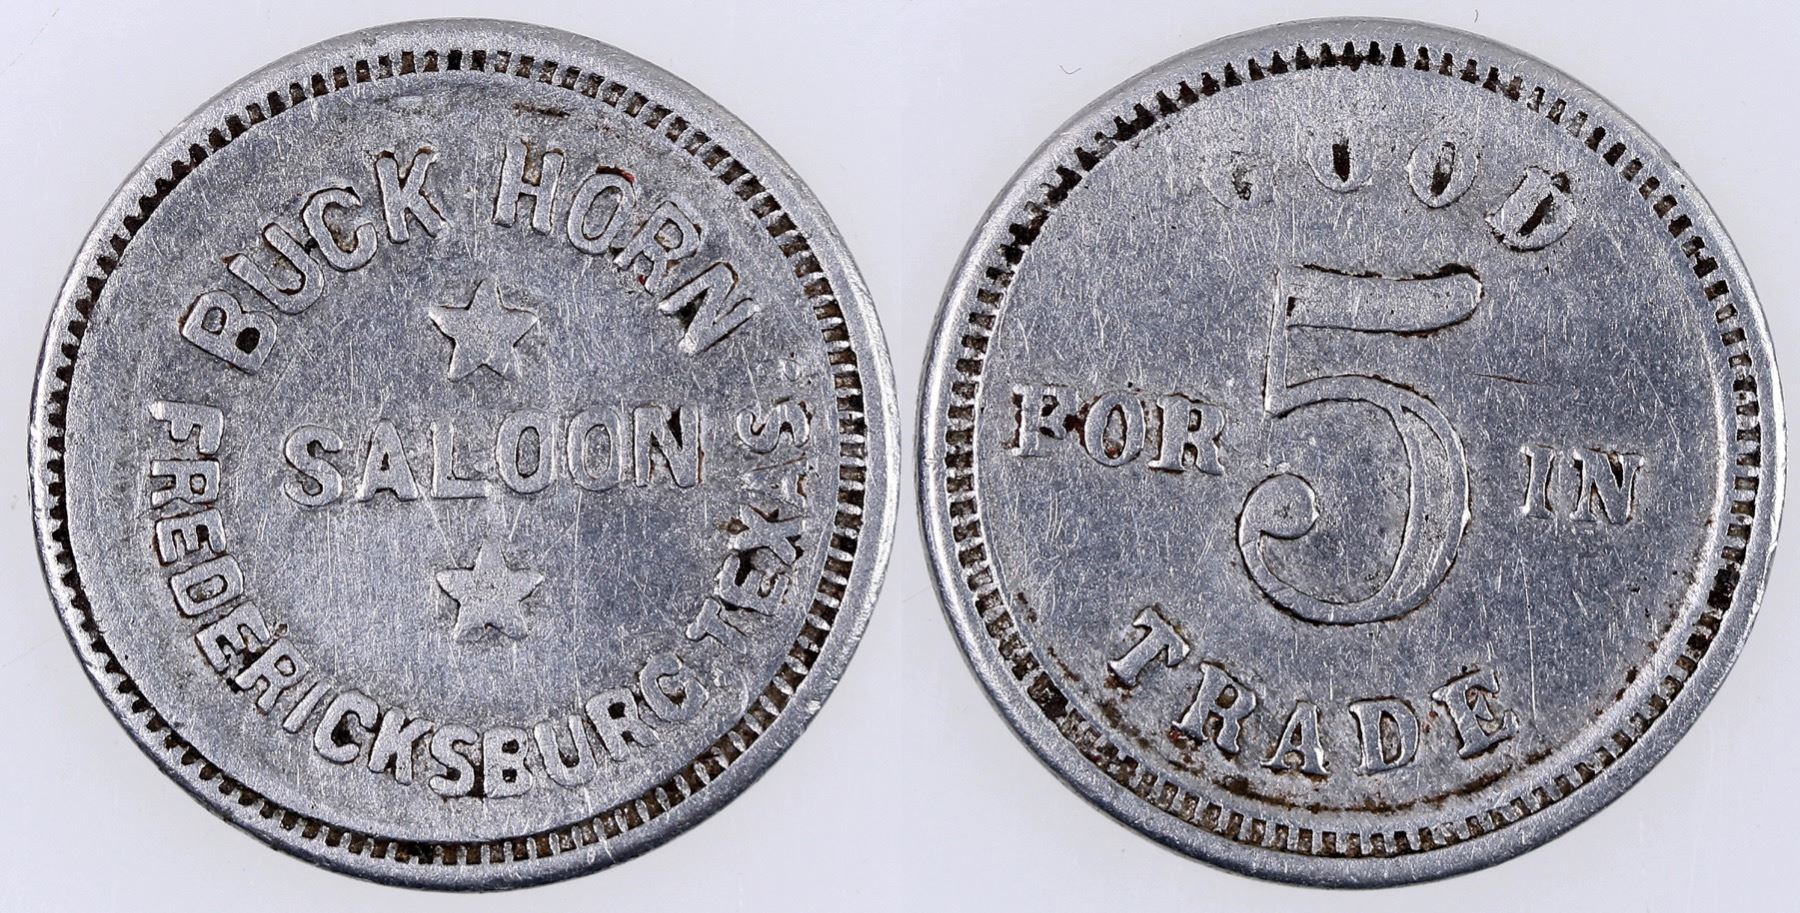 BUCK HORN
SALOON
FREDERICKSBURG, TEXAS.
GOOD
FOR 5 IN
TRADE